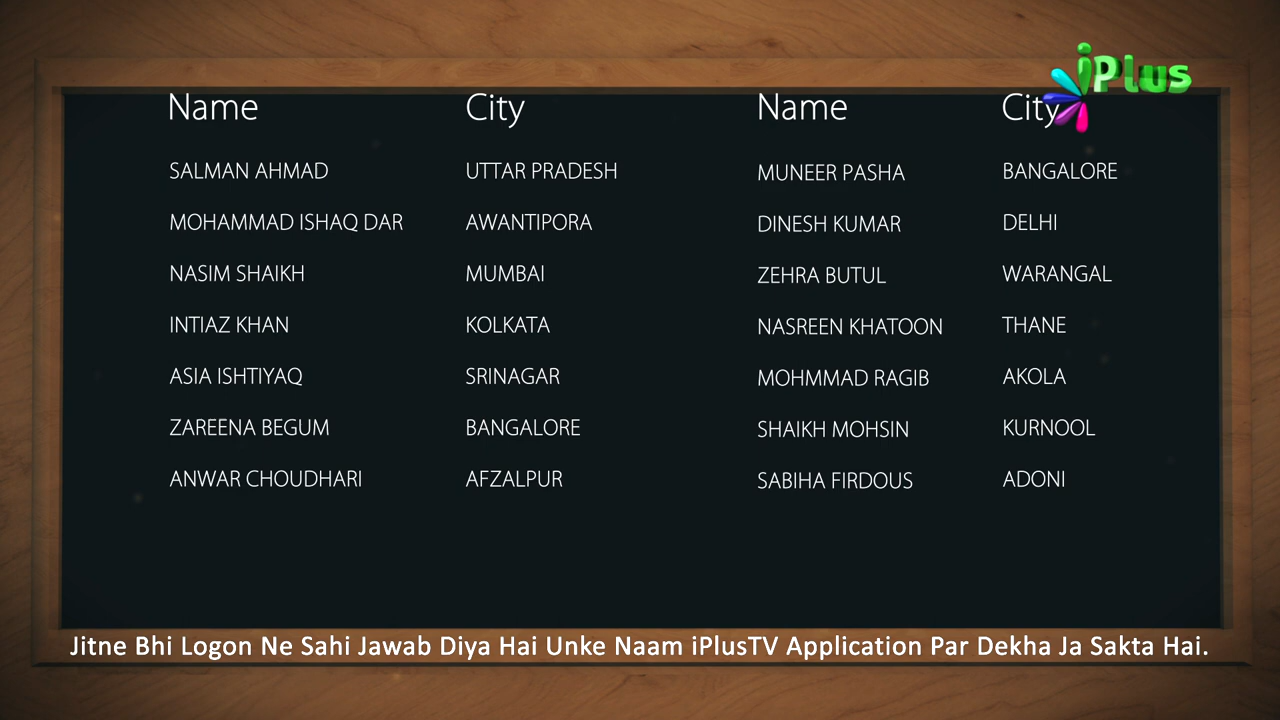 iPlus
Name City Name City
SALMAN AHMAD UTTAR PRADESH MUNEER PASHA BANGALORE
MOHAMMAD ISHAQ DAR AWANTIPORA DINESH KUMAR DELHI
NASIM SHAIKH MUMBAI ZEHRA BUTUL WARANGAL
INTIAZ KHAN KOLKATA NASREEN KHATOON THANE
ASIA ISHTIYAQ SRINAGAR MOHMMAD RAGIB AKOLA
ZAREENA BEGUM BANGALORE SHAIKH MOHSIN KURNOOL
ANWAR CHOUDHARI AFZALPUR SABIHA FIRDOUS ADONI
Jitne Bhi Logon Ne Sahi Jawab Diya Hai Unke Naam iPlusTV Application Par Dekha Ja Sakta Hai.